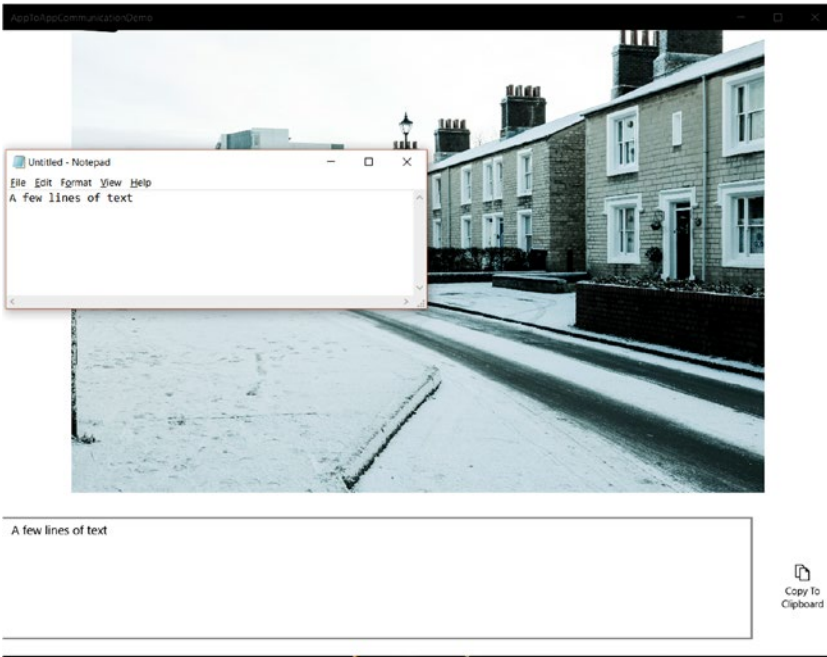 AppToAppCommunicationDemo
Untitled - Notepad
File Edit Format View Help
A few lines of text
A few lines of text
Copy To
Clipboard